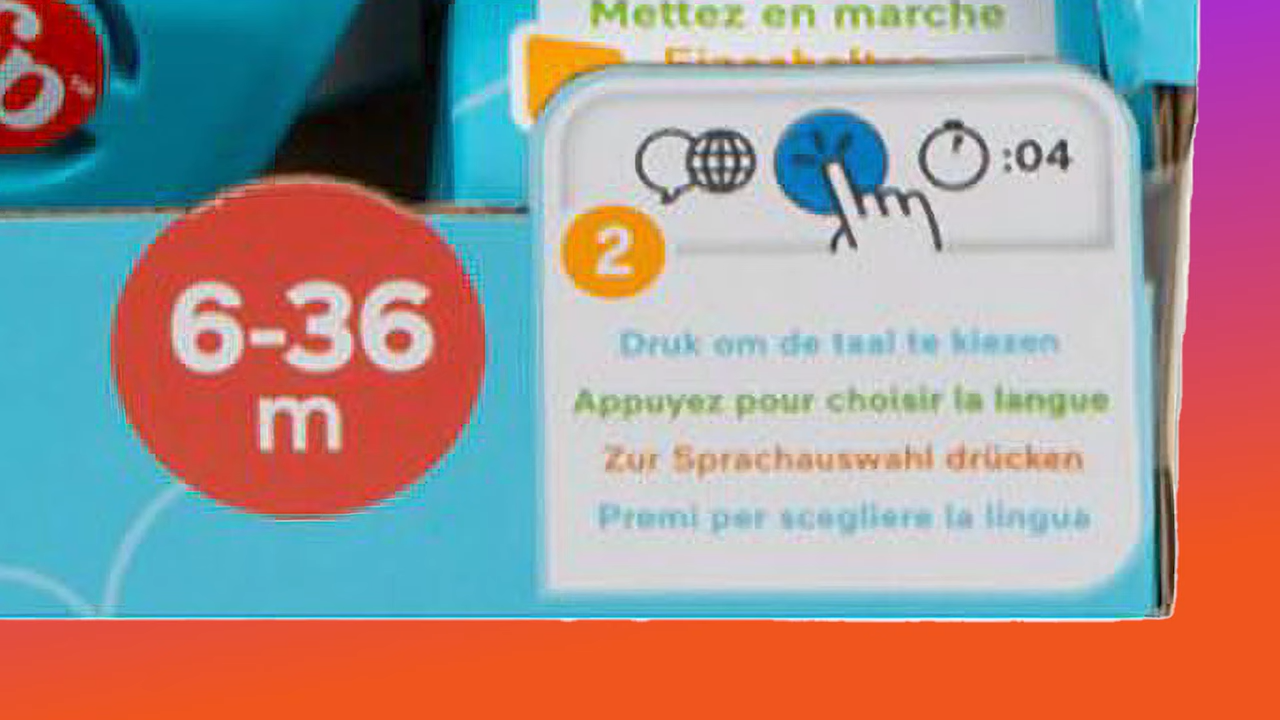 Mettez en marche
Einschalten
:04
2
6-36
m
Druk om de taal te kiezen
Appuyez pour choisir la langue
Zur Sprachauswahl drücken
Premi per scegliere la lingua